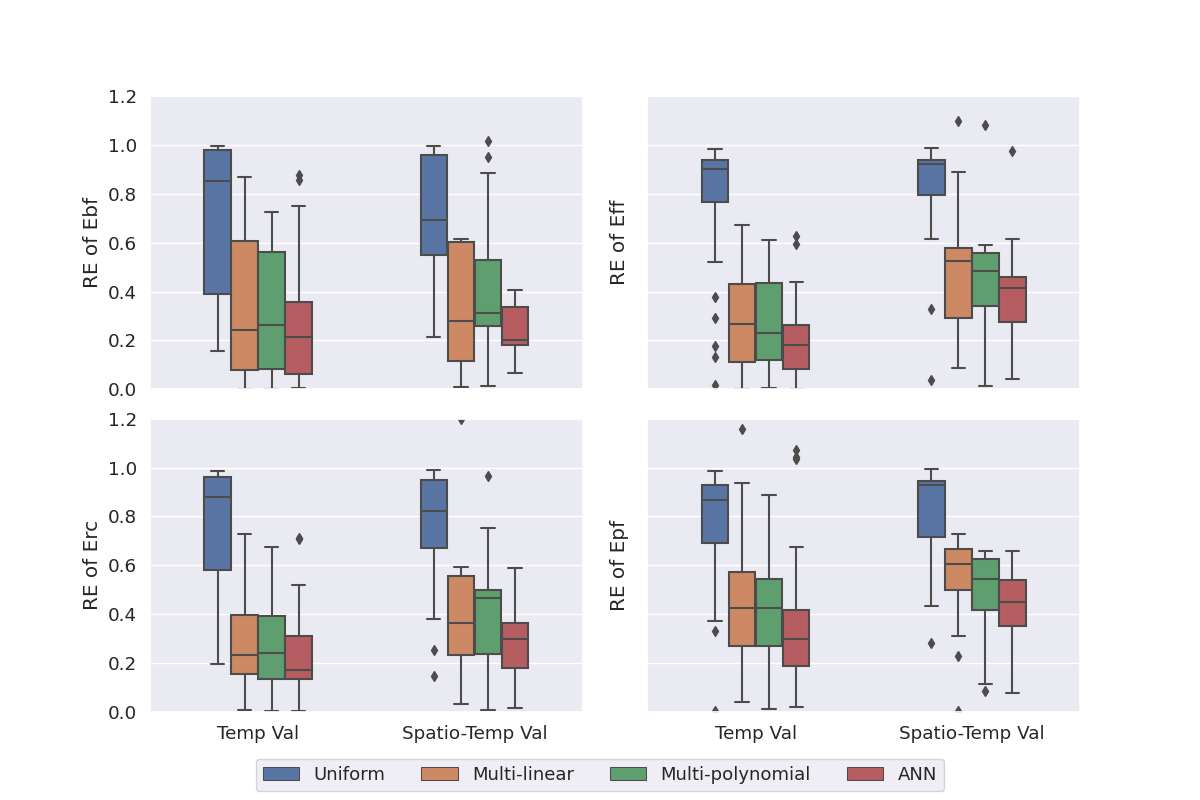 1.2
1.0
0.8
0.6
0.4
0.2
0.0
RE of Ebf
RE of Eff
1.2
1.0
0.8
0.6
0.4
0.2
0.0
RE of Erc
RE of Epf
Temp Val Spatio-Temp Val
Temp Val Spatio-Temp Val
Uniform Multi-linear Multi-polynomial ANN